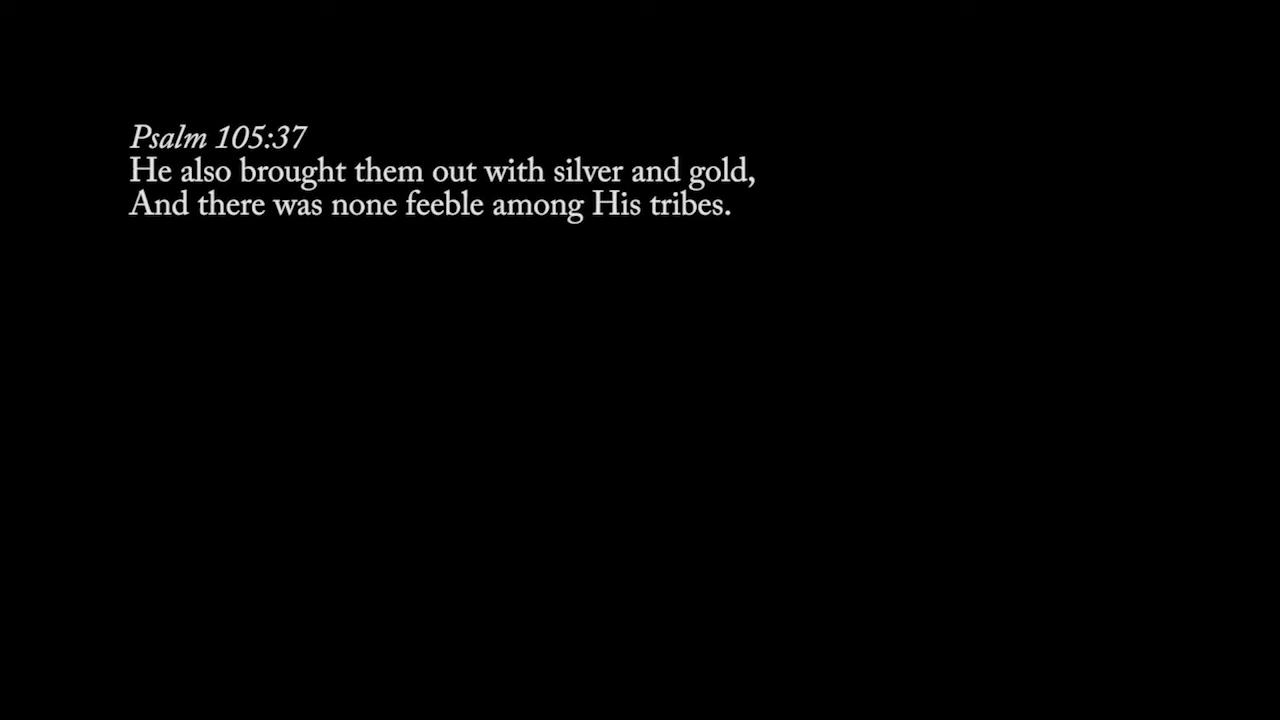 Psalm 105:37
He also brought them out with silver and gold,
And there was none feeble among His tribes.